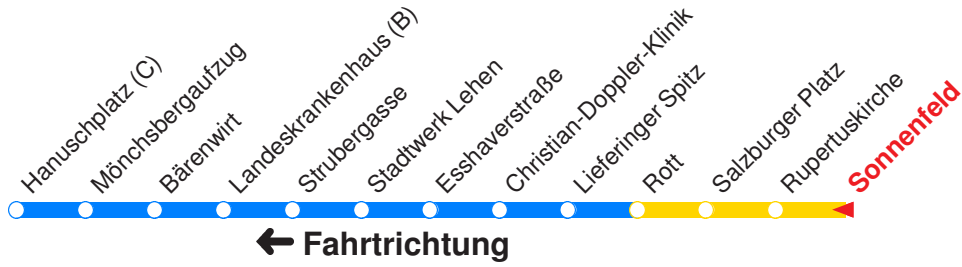 Hanuschplatz (C)
Mönchsbergaufzug
Bärenwirt
Landeskrankenhaus (B)
Strubergasse
Stadtwerk Lehen
Esshaverstraße
Christian-Doppler-Klinik
Lieferinger Spitz
Rott
Salzburger Platz
Rupertuskirche
Sonnenfeld
Fahrtrichtung